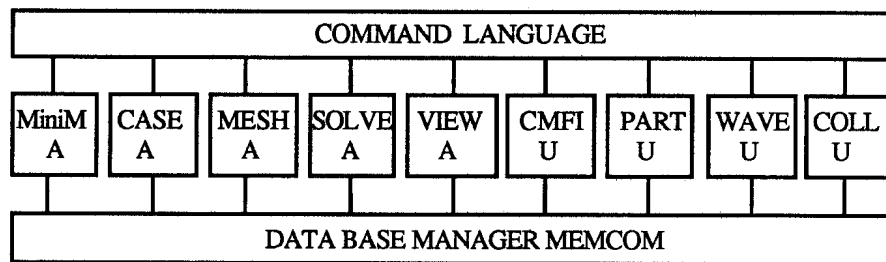 COMMAND LANGUAGE
MiniM CASE MESH SOLVE VIEW CMFI PART WAVE COLL
A A A A A U U U U
DATA BASE MANAGER MEMCOM